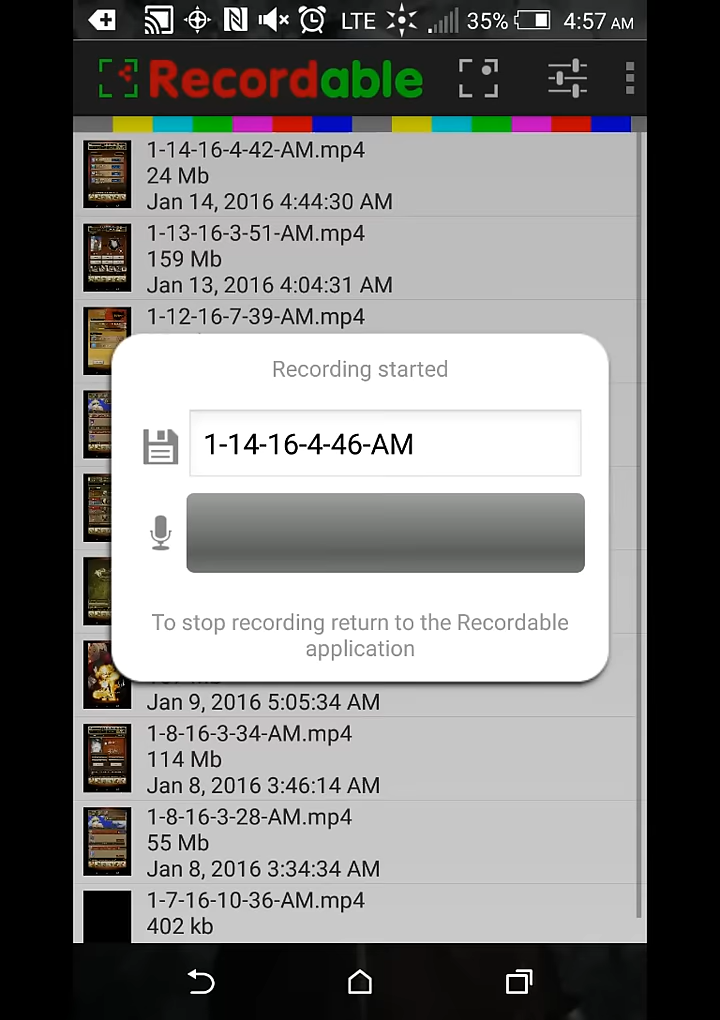 LTE 35% 4:57 AM
Recordable
1-14-16-4-42-AM.mp4
24 Mb
Jan 14, 2016 4:44:30 AM
1-13-16-3-51-AM.mp4
159 Mb
Jan 13, 2016 4:04:31 AM
1-12-16-7-39-AM.mp4
Recording started
1-14-16-4-46-AM
To stop recording return to the Recordable
application
Jan 9, 2016 5:05:34 AM
1-8-16-3-34-AM.mp4
114 Mb
Jan 8, 2016 3:46:14 AM
1-8-16-3-28-AM.mp4
55 Mb
Jan 8, 2016 3:34:34 AM
1-7-16-10-36-AM.mp4
402 kb